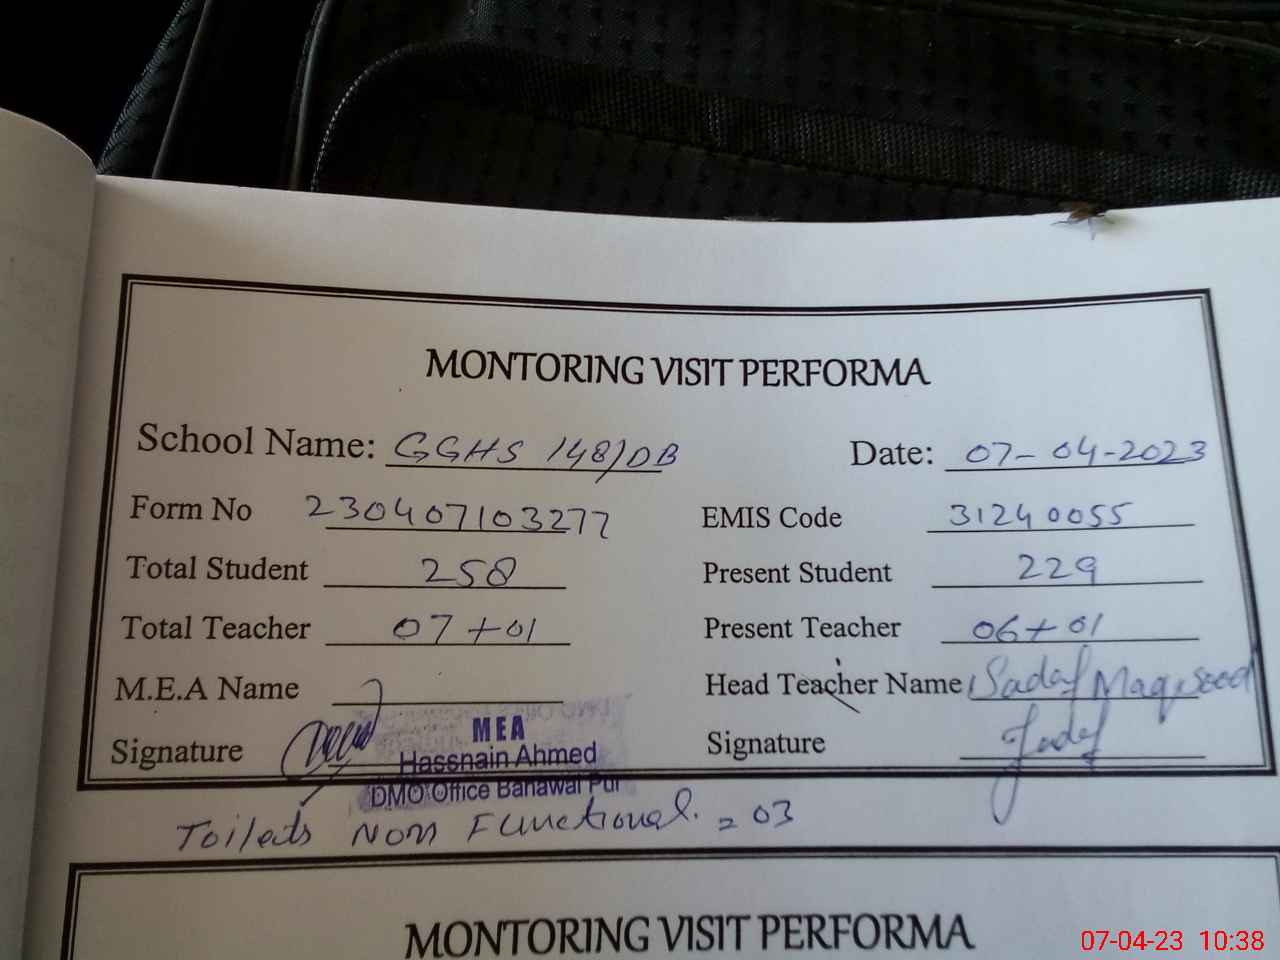 MONTORING VISIT PERFORMA
School Name: GGHS 148/DB Date: 07-04-2023
Form No 230407103277 EMIS Code 31240055
Total Student 258 Present Student 229
Total Teacher 07+01 Present Teacher 06+01
M.E.A Name Head Teacher Name Sadaf Maqsood
Signature Signature Sadaf
MEA
Hassnain Ahmed
DMO Office Bahawal Pur
Toilets Non Functional. = 03
MONTORING VISIT PERFORMA
07-04-23 10:38